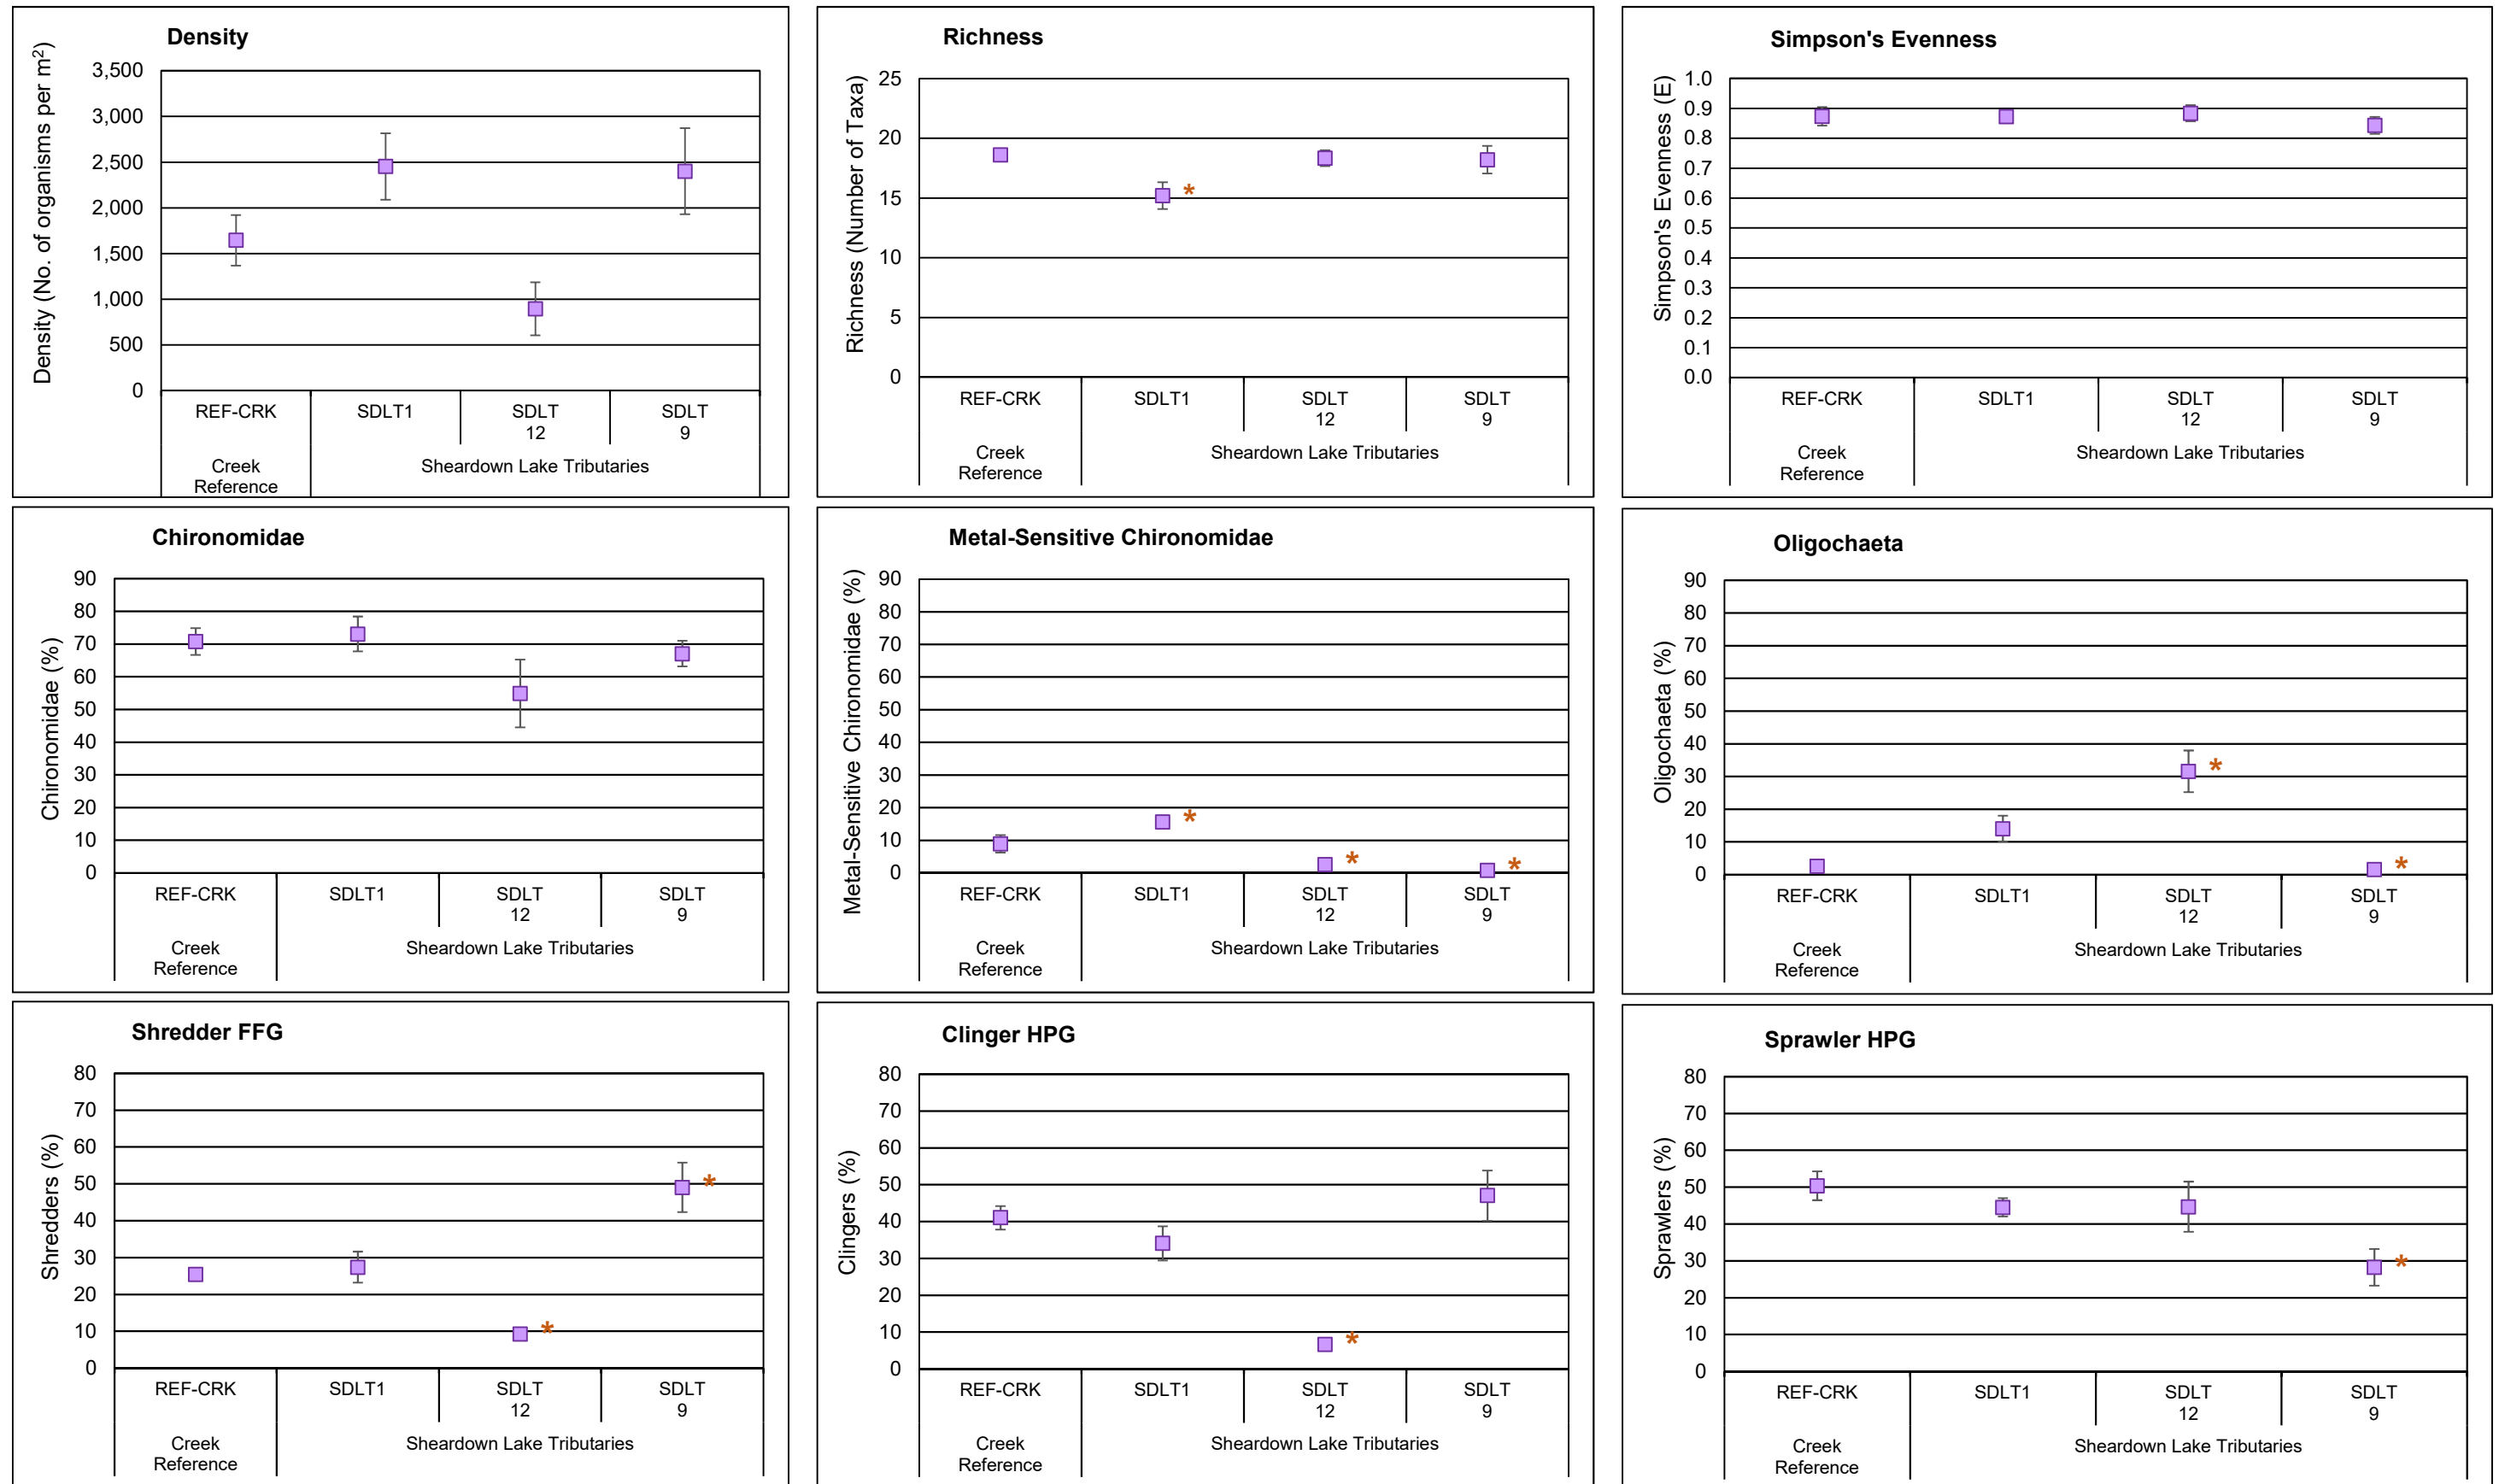 Density
Density (No. of organisms per m²)
3,500
3,000
2,500
2,000
1,500
1,000
500
0
REF-CRK SDLT1 SDLT 12 SDLT 9
Creek Reference Sheardown Lake Tributaries
Richness
Richness (Number of Taxa)
25
20
15
10
5
0
*
REF-CRK SDLT1 SDLT 12 SDLT 9
Creek Reference Sheardown Lake Tributaries
Simpson's Evenness
Simpson's Evenness (E)
1.0
0.9
0.8
0.7
0.6
0.5
0.4
0.3
0.2
0.1
0.0
REF-CRK SDLT1 SDLT 12 SDLT 9
Creek Reference Sheardown Lake Tributaries
Chironomidae
Chironomidae (%)
90
80
70
60
50
40
30
20
10
0
REF-CRK SDLT1 SDLT 12 SDLT 9
Creek Reference Sheardown Lake Tributaries
Metal-Sensitive Chironomidae
Metal-Sensitive Chironomidae (%)
90
80
70
60
50
40
30
20
10
0
* * *
REF-CRK SDLT1 SDLT 12 SDLT 9
Creek Reference Sheardown Lake Tributaries
Oligochaeta
Oligochaeta (%)
90
80
70
60
50
40
30
20
10
0
* *
REF-CRK SDLT1 SDLT 12 SDLT 9
Creek Reference Sheardown Lake Tributaries
Shredder FFG
Shredders (%)
80
70
60
50
40
30
20
10
0
* *
REF-CRK SDLT1 SDLT 12 SDLT 9
Creek Reference Sheardown Lake Tributaries
Clinger HPG
Clingers (%)
80
70
60
50
40
30
20
10
0
*
REF-CRK SDLT1 SDLT 12 SDLT 9
Creek Reference Sheardown Lake Tributaries
Sprawler HPG
Sprawlers (%)
80
70
60
50
40
30
20
10
0
*
REF-CRK SDLT1 SDLT 12 SDLT 9
Creek Reference Sheardown Lake Tributaries